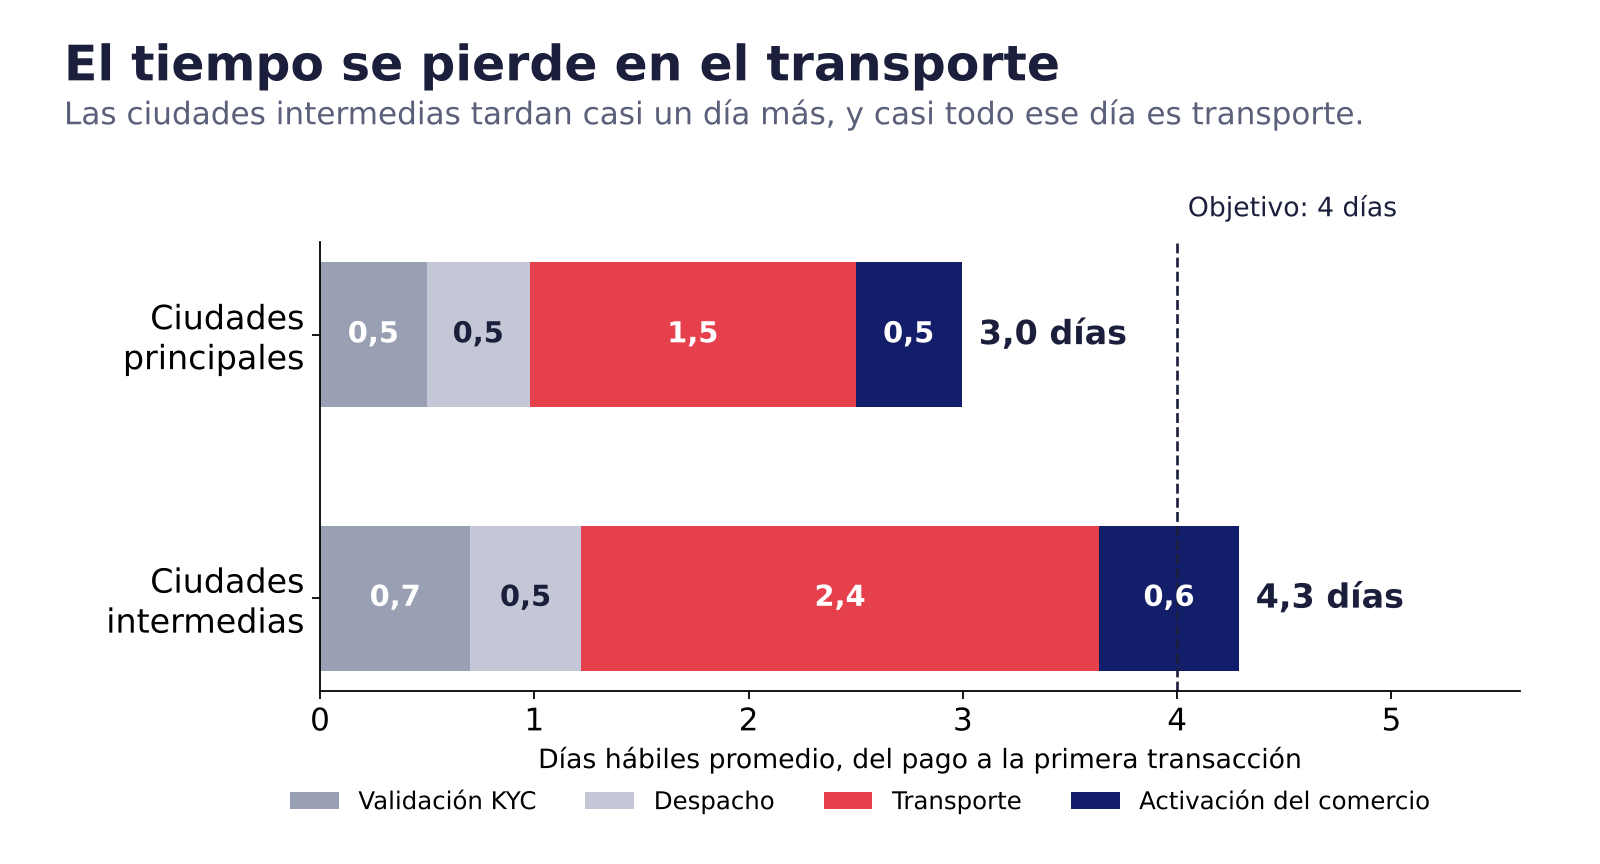 El tiempo se pierde en el transporte
Las ciudades intermedias tardan casi un día más, y casi todo ese día es transporte.
Objetivo: 4 días
Ciudades
principales
0,5
0,5
1,5
0,5
3,0 días
Ciudades
intermedias
0,7
0,5
2,4
0,6
4,3 días
0
1
2
3
4
5
Días hábiles promedio, del pago a la primera transacción
Validación KYC
Despacho
Transporte
Activación del comercio